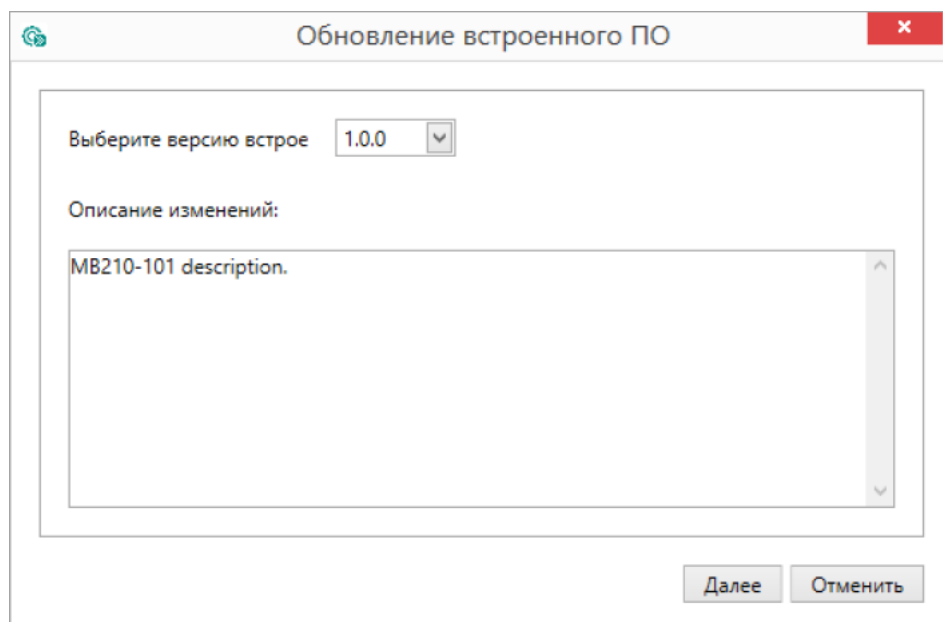 Обновление встроенного ПО
Выберите версию встрое 1.0.0
Описание изменений:
MB210-101 description.
Далее Отменить